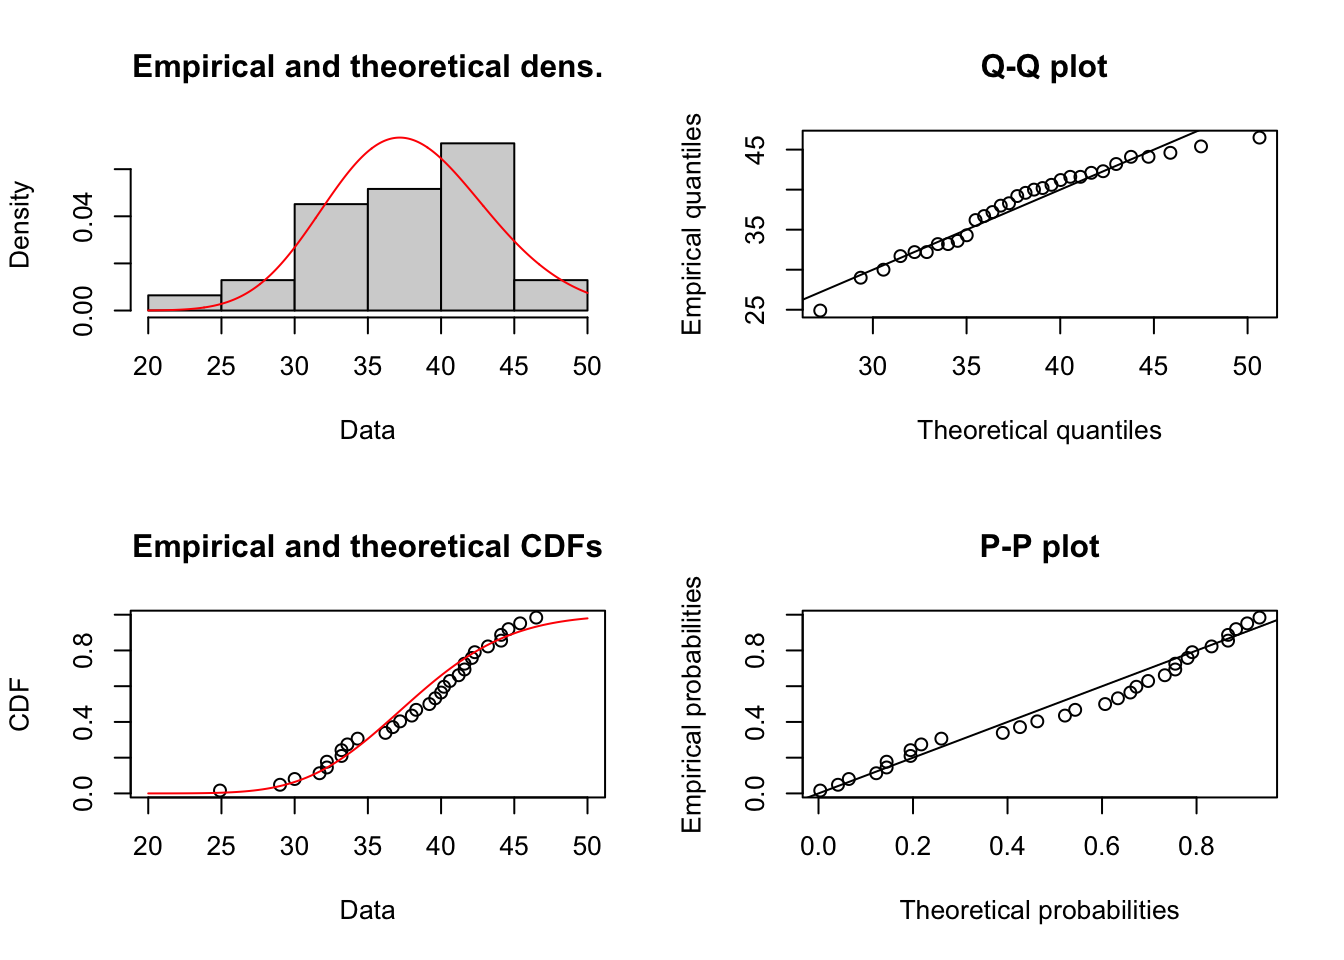 Empirical and theoretical dens.
Density
0.00 0.04
20 25 30 35 40 45 50
Data
Q-Q plot
Empirical quantiles
25 35 45
30 35 40 45 50
Theoretical quantiles
Empirical and theoretical CDFs
CDF
0.0 0.4 0.8
20 25 30 35 40 45 50
Data
P-P plot
Empirical probabilities
0.0 0.4 0.8
0.0 0.2 0.4 0.6 0.8
Theoretical probabilities